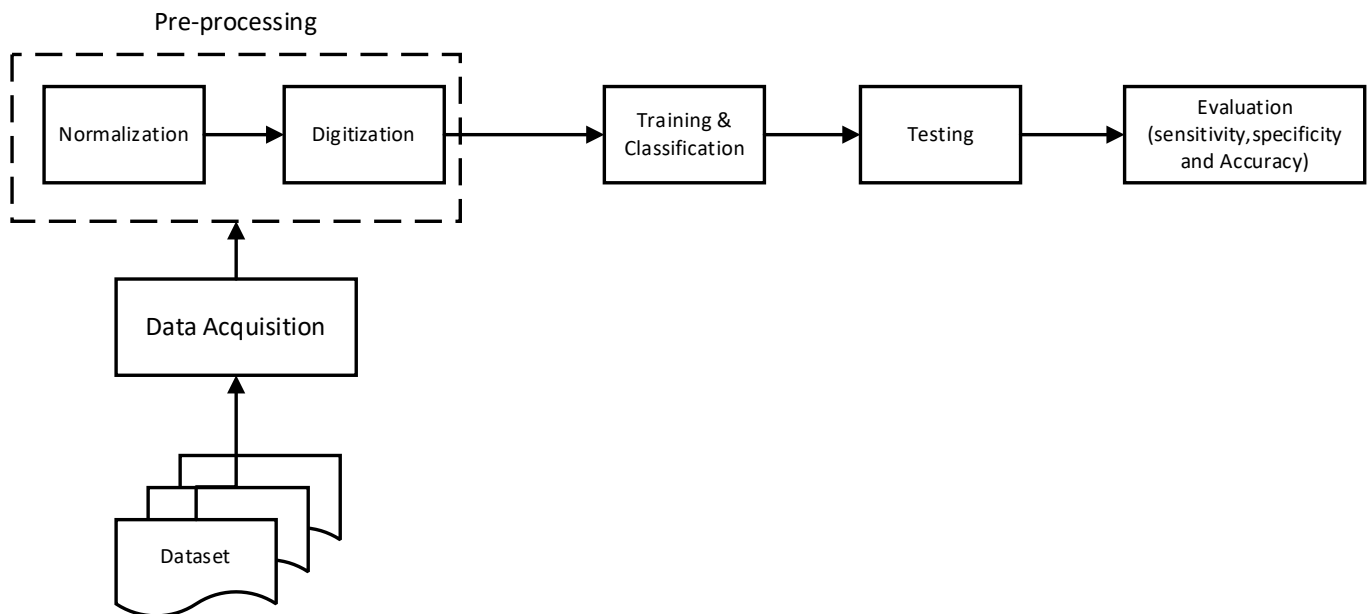 Pre-processing
Normalization
Digitization
Training &
Classification
Testing
Evaluation
(sensitivity,specificity
and Accuracy)
Data Acquisition
Dataset